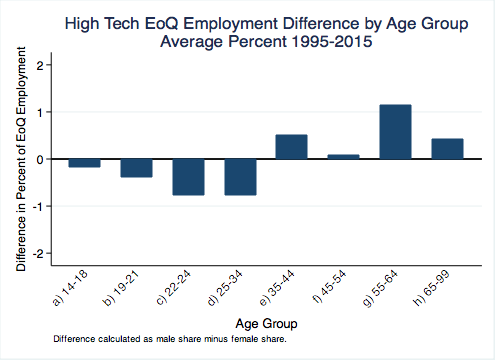 High Tech EoQ Employment Difference by Age Group
Average Percent 1995-2015
Difference in Percent of EoQ Employment
2
1
0
-1
-2
a) 14-18
b) 19-21
c) 22-24
d) 25-34
e) 35-44
f) 45-54
g) 55-64
h) 65-99
Age Group
Difference calculated as male share minus female share.